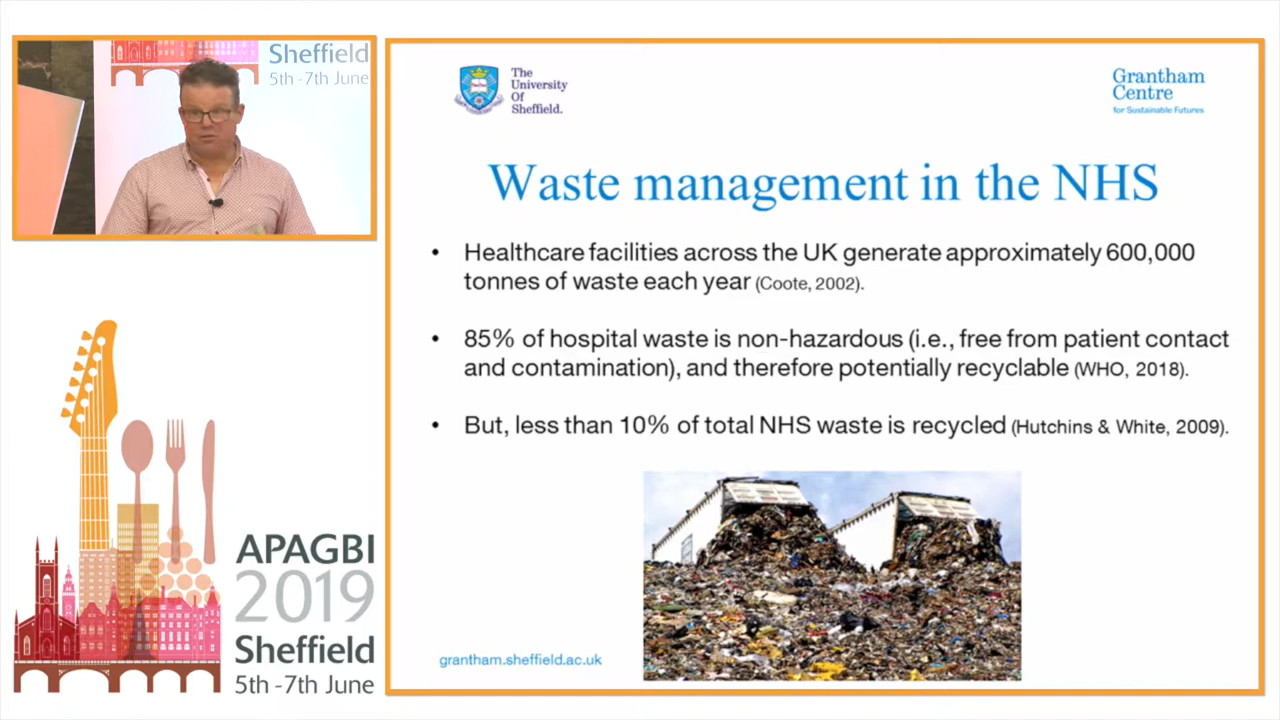 Sheffield
5th -7th June
The
University
Of
Sheffield.
Grantham
Centre
for Sustainable Futures
Waste management in the NHS
• Healthcare facilities across the UK generate approximately 600,000
tonnes of waste each year (Coote, 2002).
• 85% of hospital waste is non-hazardous (i.e., free from patient contact
and contamination), and therefore potentially recyclable (WHO, 2018).
• But, less than 10% of total NHS waste is recycled (Hutchins & White, 2009).
grantham.sheffield.ac.uk
APAGBI
2019
Sheffield
5th -7th June